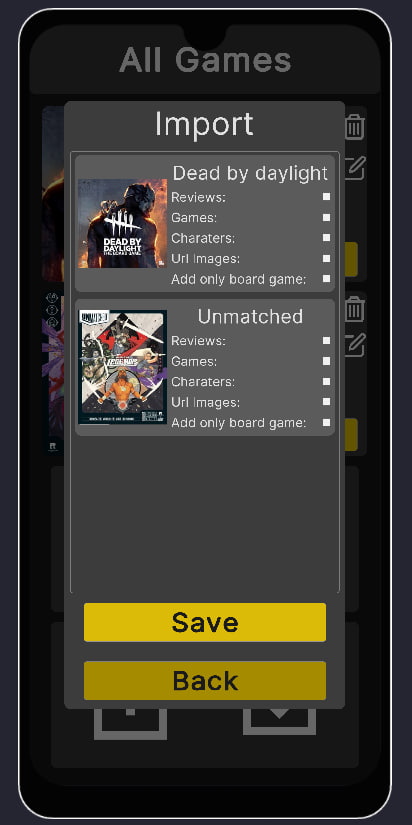 All Games
Import
Dead by daylight
DEAD BY
DAYLIGHT
THE BOARD GAME
Reviews:
Games:
Charaters:
Url Images:
Add only board game:
Unmatched
UNMATCHED
LEGENDS
Reviews:
Games:
Charaters:
Url Images:
Add only board game:
Save
Back